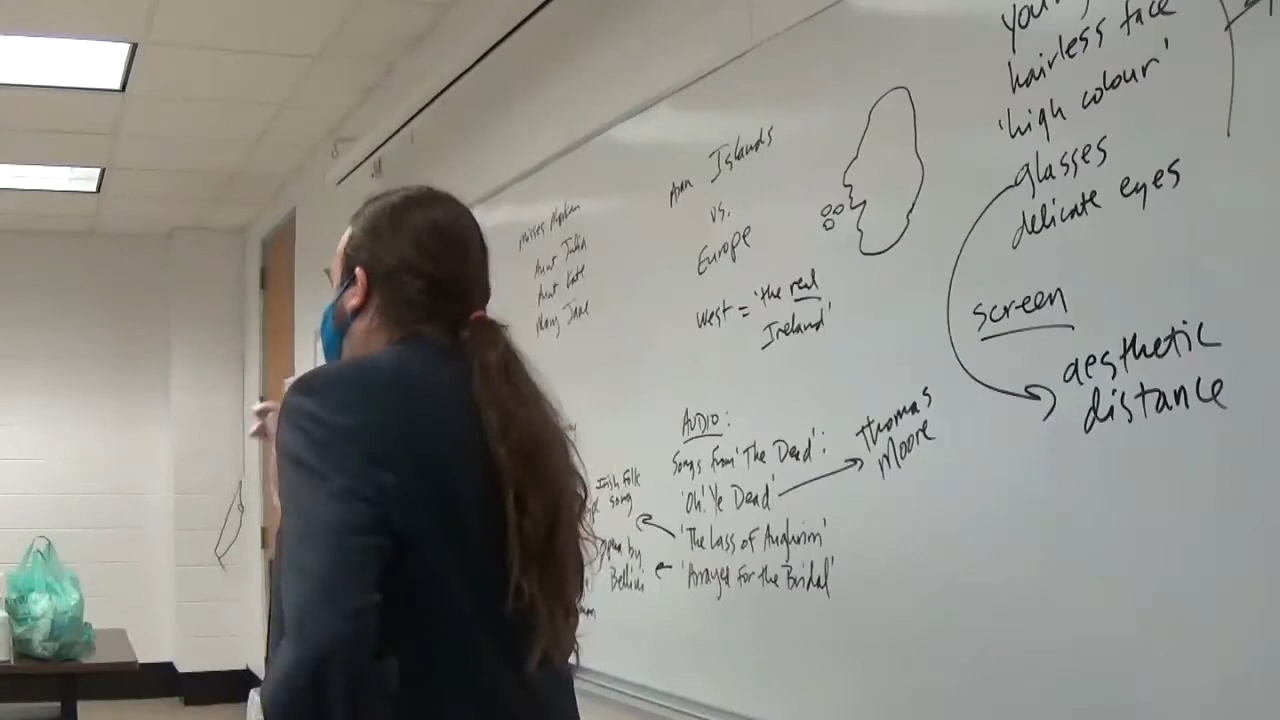 Aunt Julia
Aunt Kate
Mary Jane
Aran Islands
vs.
Europe
West = 'the real
Ireland'
AUDIO:
Songs from 'The Dead':
'Oh! Ye Dead'
'The Lass of Aughrim'
'Arrayed for the Bridal'
Thomas
Moore
Irish folk
song
by
Bellini
hairless face
'high colour'
glasses
delicate eyes
screen
aesthetic
distance